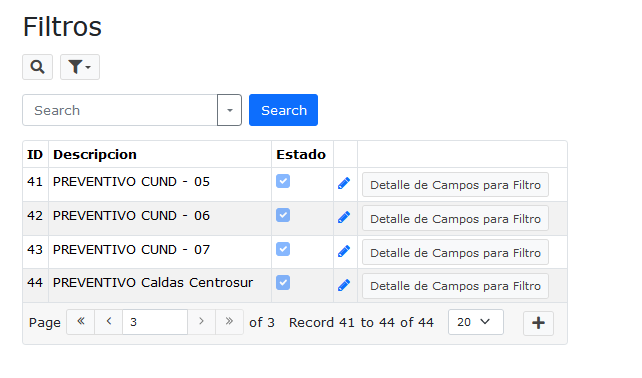 Filtros
Search Search
ID Descripcion Estado
41 PREVENTIVO CUND - 05 Detalle de Campos para Filtro
42 PREVENTIVO CUND - 06 Detalle de Campos para Filtro
43 PREVENTIVO CUND - 07 Detalle de Campos para Filtro
44 PREVENTIVO Caldas Centrosur Detalle de Campos para Filtro
Page « ‹ 3 › » of 3 Record 41 to 44 of 44 20 +